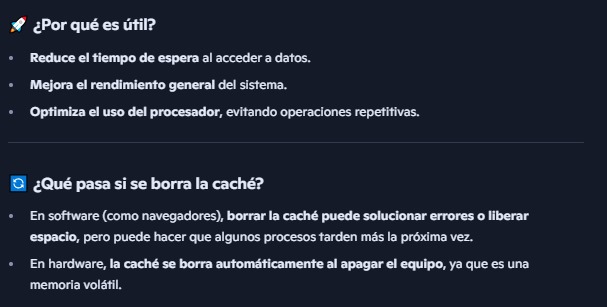 🚀 ¿Por qué es útil?
• Reduce el tiempo de espera al acceder a datos.
• Mejora el rendimiento general del sistema.
• Optimiza el uso del procesador, evitando operaciones repetitivas.
🔄 ¿Qué pasa si se borra la caché?
• En software (como navegadores), borrar la caché puede solucionar errores o liberar
espacio, pero puede hacer que algunos procesos tarden más la próxima vez.
• En hardware, la caché se borra automáticamente al apagar el equipo, ya que es una
memoria volátil.